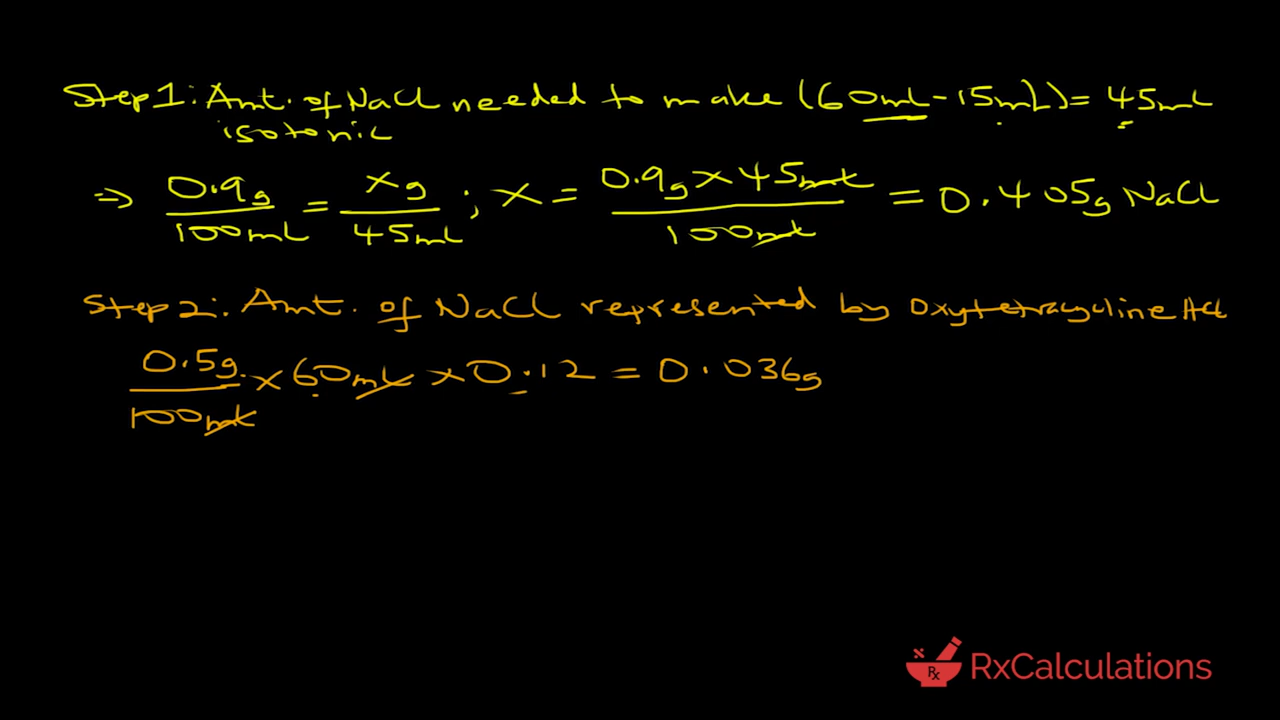 Step 1: Amt. of NaCl needed to make (60mL - 15mL) = 45mL
isotonic
⇒ 0.9g/100mL = xg/45mL ; x = 0.9g x 45mL/100mL = 0.405g NaCl
Step 2: Amt. of NaCl represented by Oxytetracycline HCl
0.5g/100mL x 60mL x 0.12 = 0.036g
Rx RxCalculations